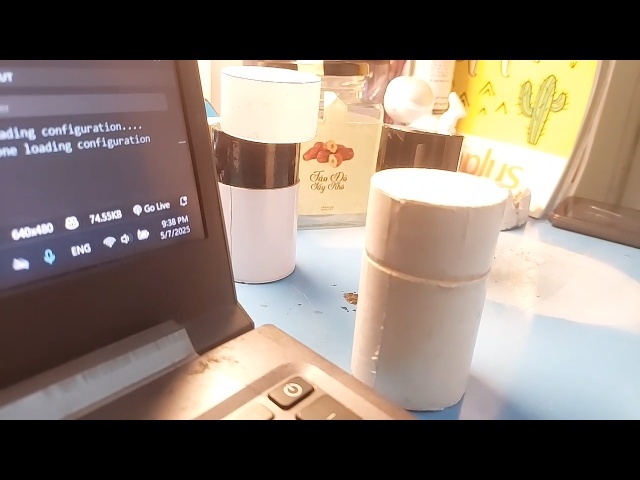 ading configuration....
one loading configuration
640x480
74.55KB
Go Live
ENG
9:38 PM
5/7/2025
Táo Đỏ
Sấy Khô
plus